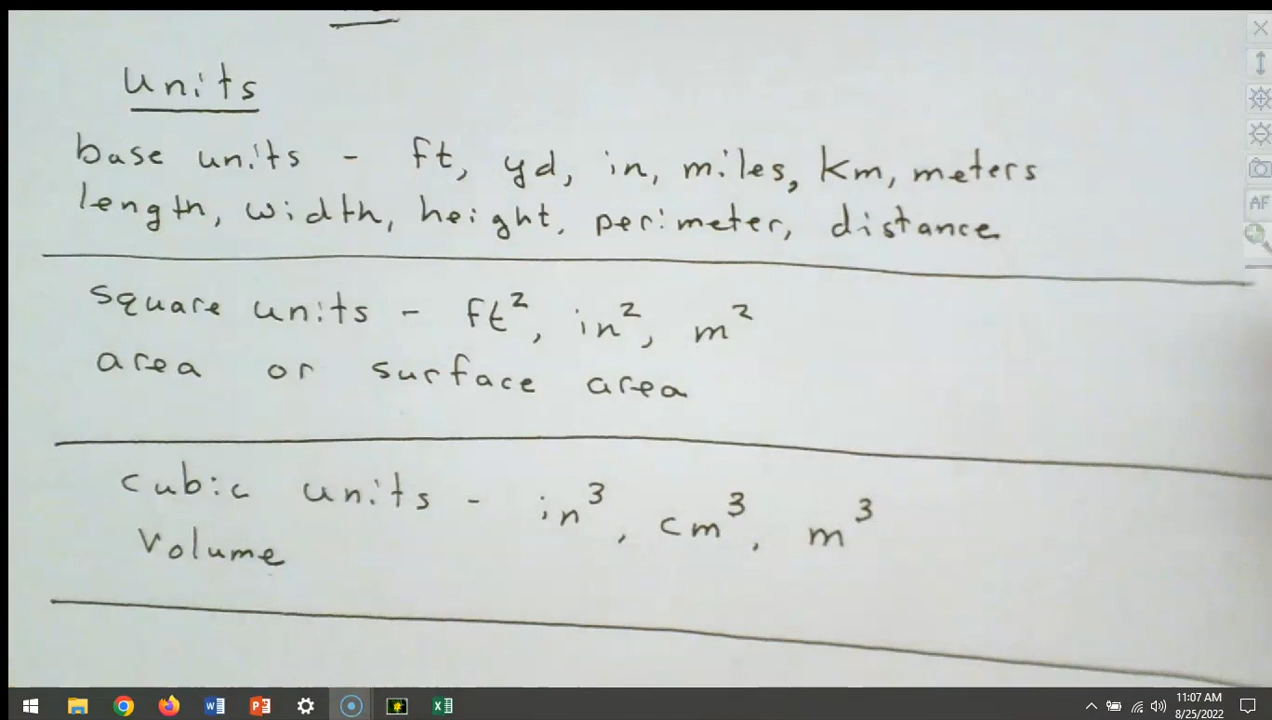 units
base units - ft, yd, in, miles, km, meters
length, width, height, perimeter, distance
square units - ft², in², m²
area or surface area
cubic units - in³, cm³, m³
Volume
AF
11:07 AM
8/25/2022